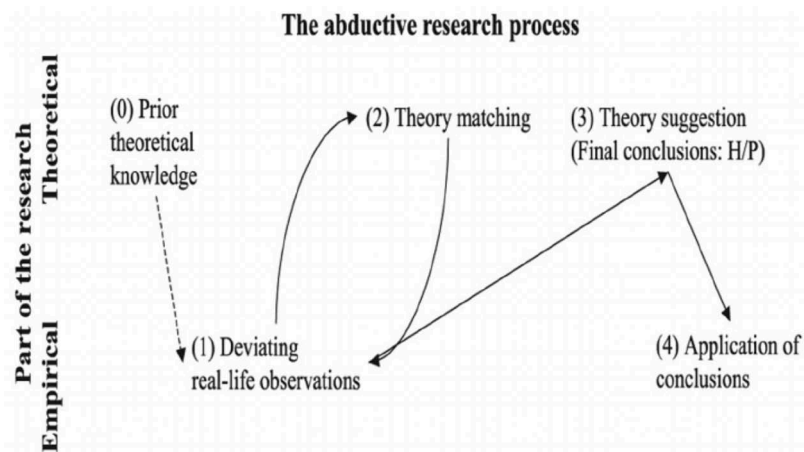 The abductive research process
Part of the research
Theoretical
Empirical
(0) Prior
theoretical
knowledge
(2) Theory matching
(3) Theory suggestion
(Final conclusions: H/P)
(1) Deviating
real-life observations
(4) Application of
conclusions